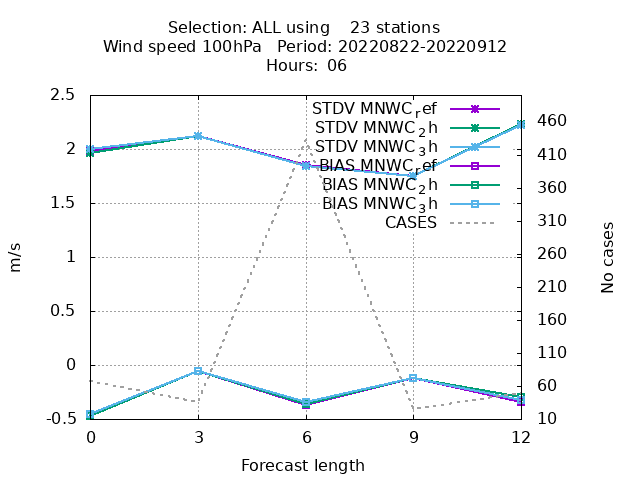 Selection: ALL using    23 stations
Wind speed 100hPa   Period: 20220822-20220912
Hours:  06
STDV MNWC_ref
STDV MNWC_2h
STDV MNWC_3h
BIAS MNWC_ref
BIAS MNWC_2h
BIAS MNWC_3h
CASES
2.5
2
1.5
1
0.5
0
-0.5
m/s
460
410
360
310
260
210
160
110
60
10
No cases
0 3 6 9 12
Forecast length